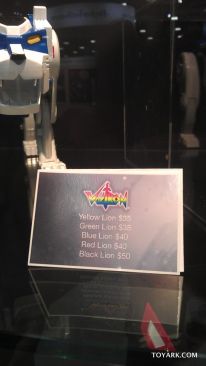 VOLTRON
Yellow Lion $35
Green Lion $35
Blue Lion $40
Red Lion $40
Black Lion $50
TOYARK.COM